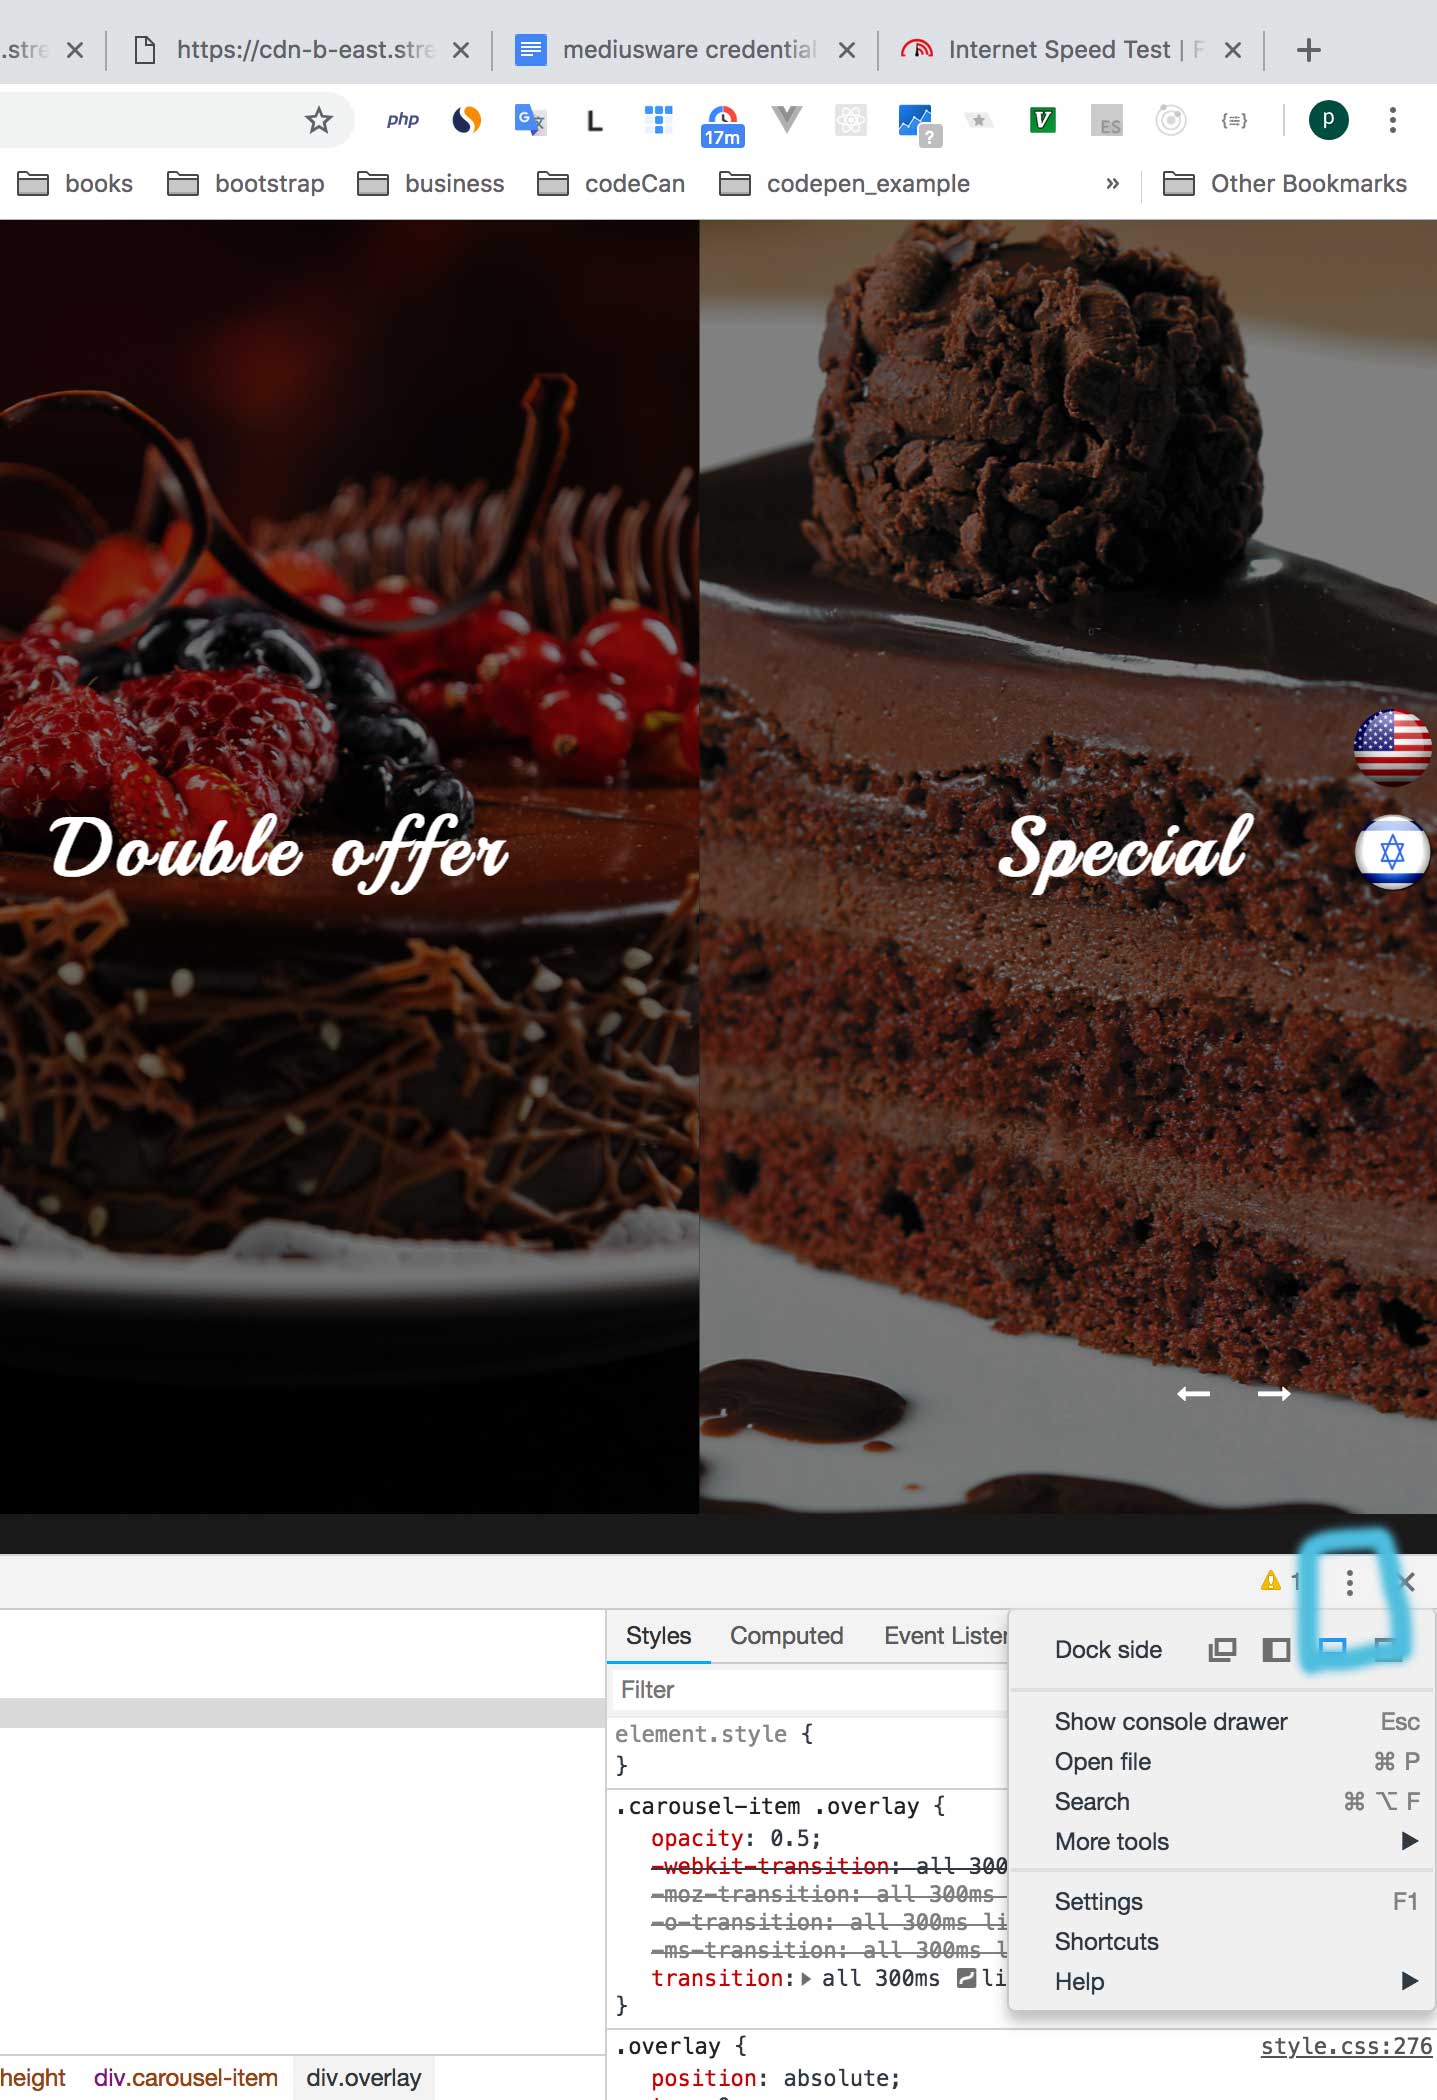 .stre
https://cdn-b-east.stre
mediusware credential
Internet Speed Test | F
php
L
17m
?
V
ES
p
books
bootstrap
business
codeCan
codepen_example
»
Other Bookmarks
Double offer
Special
1
Styles
Computed
Event Lister
Dock side
Filter
Show console drawer Esc
Open file ⌘ P
Search ⌘ ⌥ F
More tools
Settings F1
Shortcuts
Help
element.style {
}
.carousel-item .overlay {
opacity: 0.5;
-webkit-transition: all 300
-moz-transition: all 300ms
-o-transition: all 300ms li
-ms-transition: all 300ms l
transition: all 300ms li
}
.overlay { style.css:276
position: absolute;
height div.carousel-item div.overlay